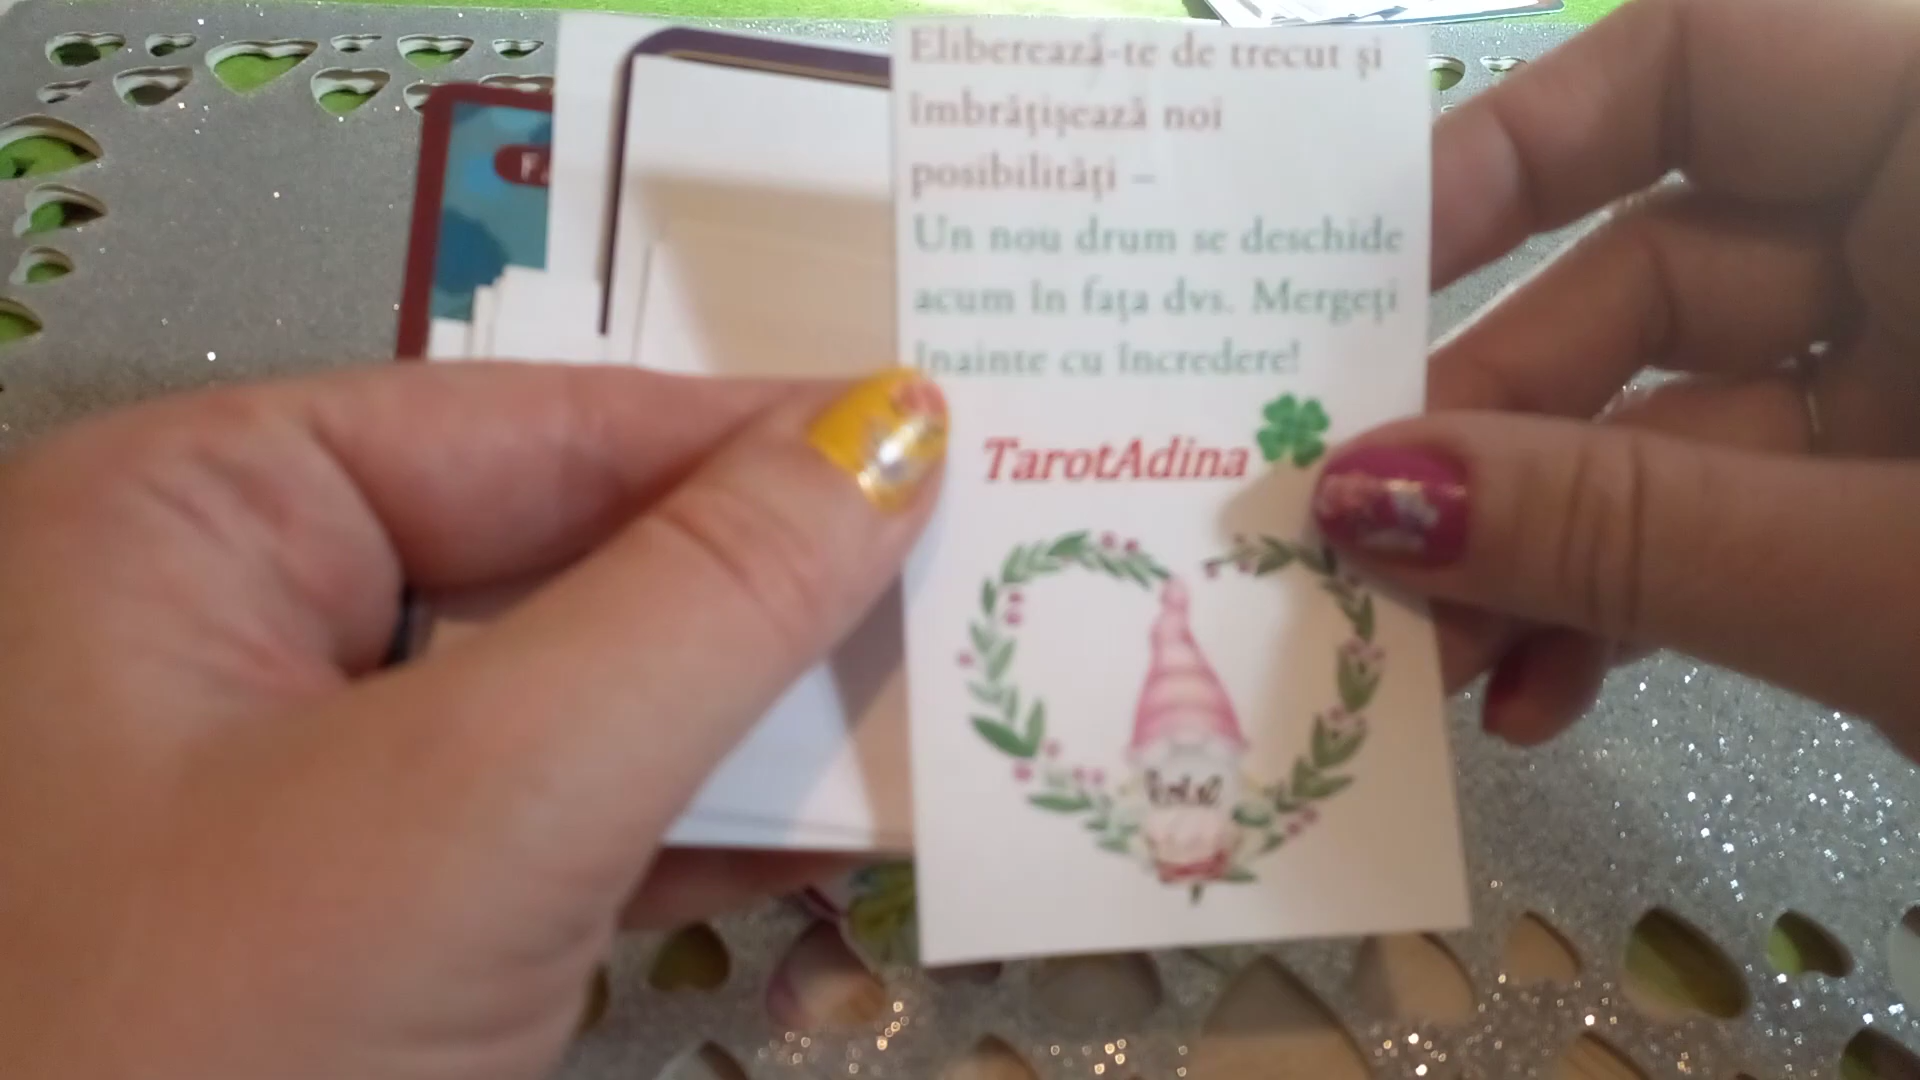 Eliberează-te de trecut și
îmbrățișează noi
posibilități –
Un nou drum se deschide
acum în fața dvs. Mergeți
înainte cu încredere!
TarotAdina